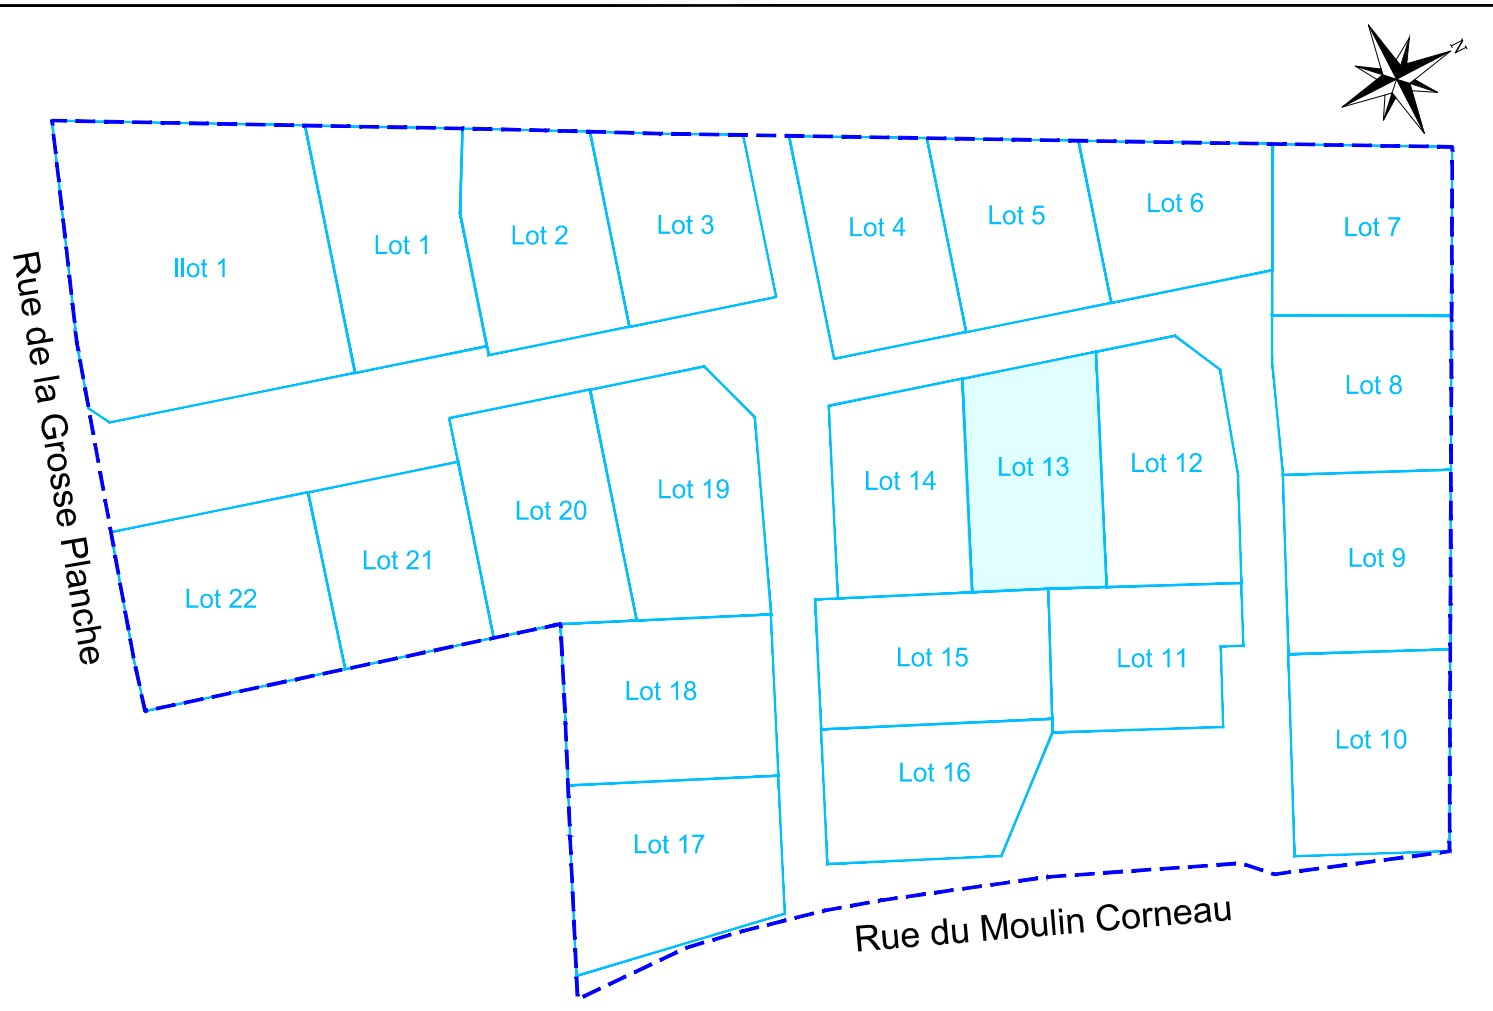 N
Ilot 1
Lot 1
Lot 2
Lot 3
Lot 4
Lot 5
Lot 6
Lot 7
Lot 8
Lot 9
Lot 10
Lot 11
Lot 12
Lot 13
Lot 14
Lot 15
Lot 16
Lot 17
Lot 18
Lot 19
Lot 20
Lot 21
Lot 22
Rue de la Grosse Planche
Rue du Moulin Corneau